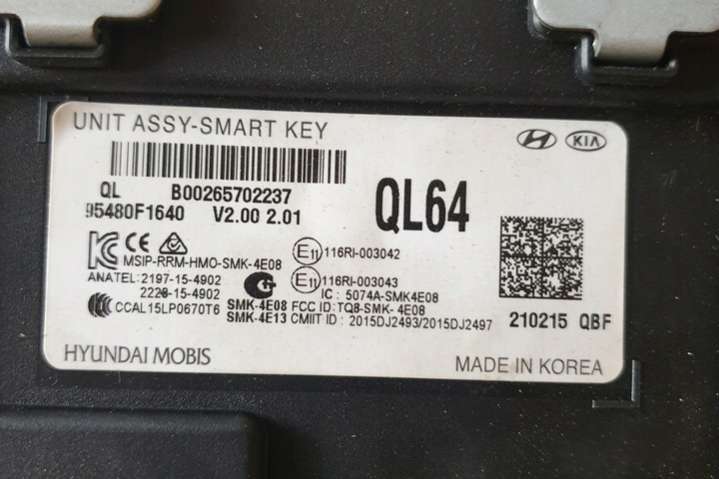 UNIT ASSY-SMART KEY
KIA
QL B00265702237
95480F1640 V2.00 2.01
QL64
MSIP-RRM-HMO-SMK-4E08
E11 116RI-003042
ANATEL: 2197-15-4902
E11 116RI-003043
2228-15-4902
IC : 5074A-SMK4E08
CCAL15LP0670T6
SMK-4E08 FCC ID: TQ8-SMK- 4E08
SMK-4E13 CMIIT ID : 2015DJ2493/2015DJ2497
210215 QBF
HYUNDAI MOBIS
MADE IN KOREA